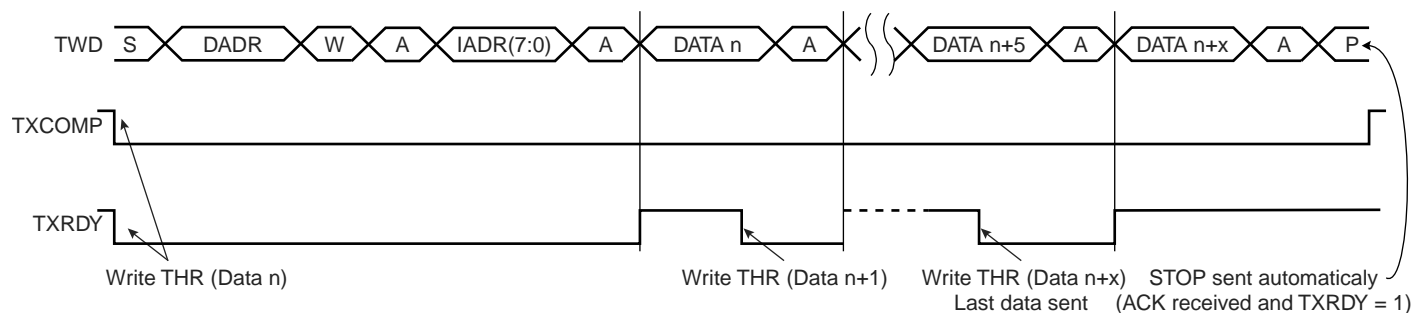 TWD S DADR W A IADR(7:0) A DATA n A DATA n+5 A DATA n+x A P
TXCOMP
TXRDY
Write THR (Data n) Write THR (Data n+1) Write THR (Data n+x) STOP sent automaticaly
Last data sent (ACK received and TXRDY = 1)